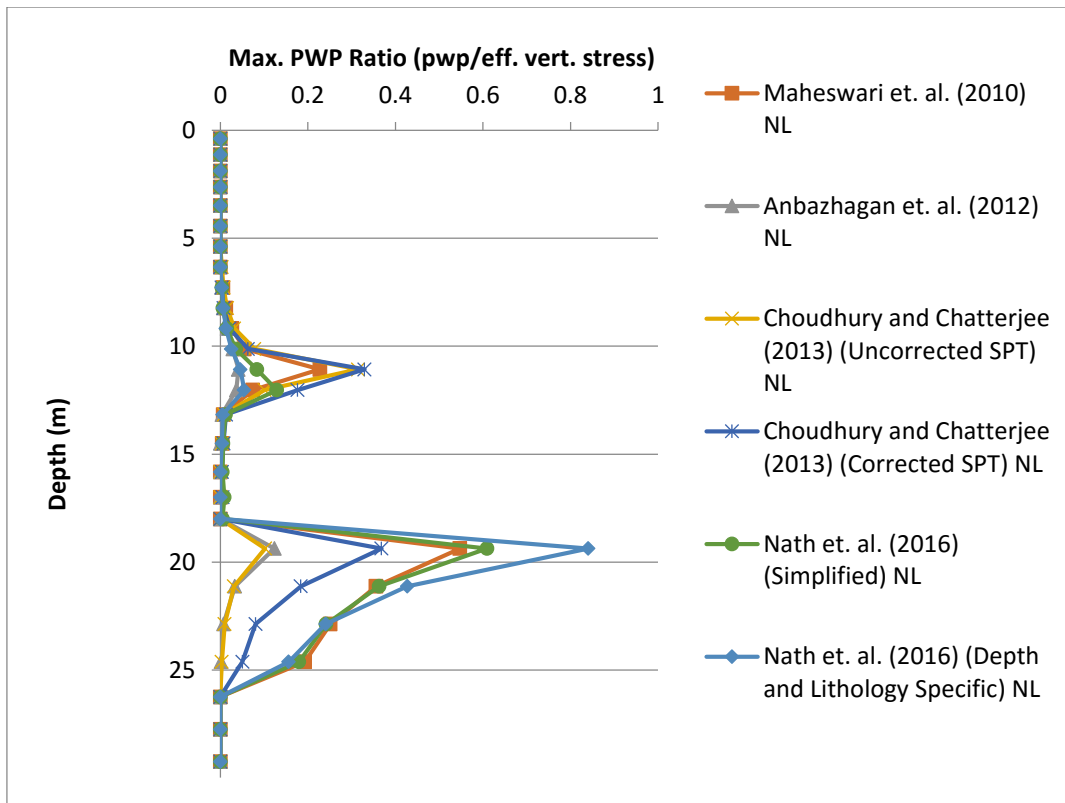 Max. PWP Ratio (pwp/eff. vert. stress)
0 0.2 0.4 0.6 0.8 1
0
5
10
15
20
25
Depth (m)
Maheswari et. al. (2010)
NL
Anbazhagan et. al. (2012)
NL
Choudhury and Chatterjee
(2013) (Uncorrected SPT)
NL
Choudhury and Chatterjee
(2013) (Corrected SPT) NL
Nath et. al. (2016)
(Simplified) NL
Nath et. al. (2016) (Depth
and Lithology Specific) NL